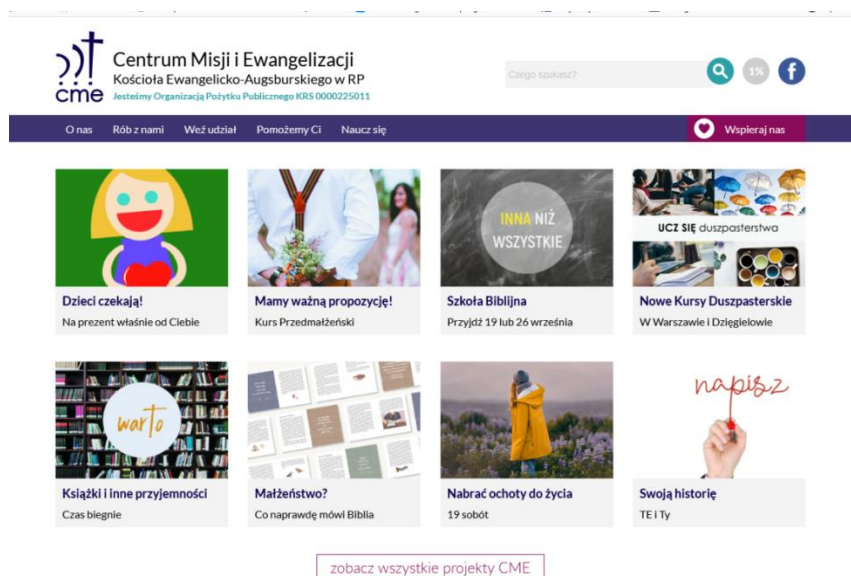 Centrum Misji i Ewangelizacji
Kościoła Ewangelicko-Augsburskiego w RP
cme
Jesteśmy Organizacją Pożytku Publicznego KRS 0000225011
Czego szukasz?
1%
f
O nas Rób z nami Weź udział Pomożemy Ci Naucz się Wspieraj nas
INNA NIŻ
WSZYSTKIE
UCZ SIĘ duszpasterstwa
Dzieci czekają!
Na prezent właśnie od Ciebie
Mamy ważną propozycję!
Kurs Przedmałżeński
Szkoła Biblijna
Przyjdź 19 lub 26 września
Nowe Kursy Duszpasterskie
W Warszawie i Dzięgielowie
warto
napisz
Książki i inne przyjemności
Czas biegnie
Małżeństwo?
Co naprawdę mówi Biblia
Nabrać ochoty do życia
19 sobót
Swoją historię
TE i Ty
zobacz wszystkie projekty CME